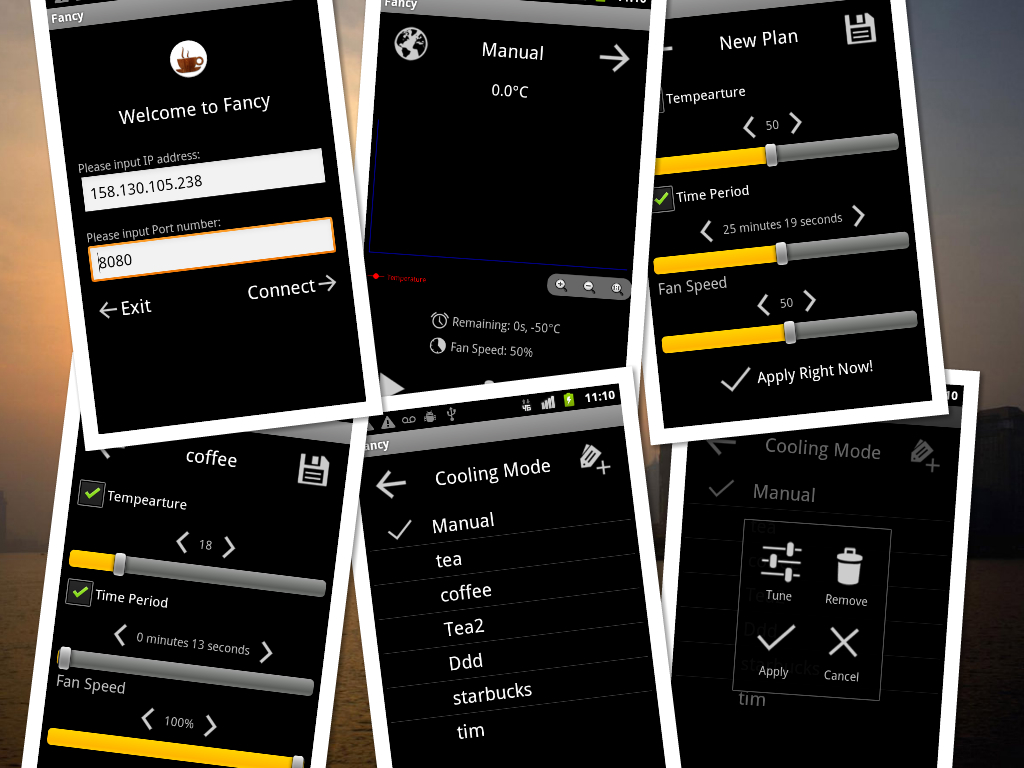 Fancy
Welcome to Fancy
Please input IP address:
158.130.105.238
Please input Port number:
8080
Exit
Connect
Fancy
Manual
0.0°C
Temperature
Remaining: 0s, -50°C
Fan Speed: 50%
New Plan
Tempearture
50
Time Period
25 minutes 19 seconds
Fan Speed
50
Apply Right Now!
coffee
Tempearture
18
Time Period
0 minutes 13 seconds
Fan Speed
100%
4G
11:10
ancy
Cooling Mode
Manual
tea
coffee
Tea2
Ddd
starbucks
tim
10
Cooling Mode
Manual
Tune
Remove
Apply
Cancel
tim